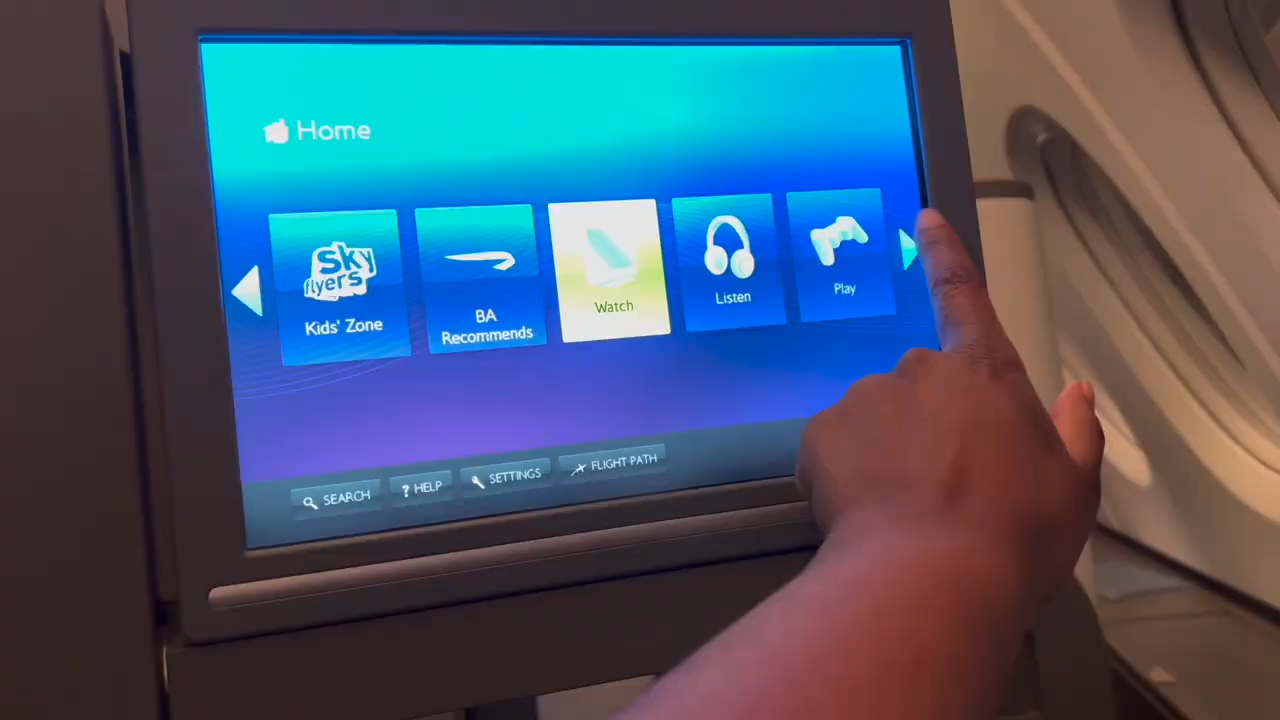 Home
sky
flyers
Kids' Zone
BA
Recommends
Watch
Listen
Play
SEARCH
? HELP
SETTINGS
FLIGHT PATH